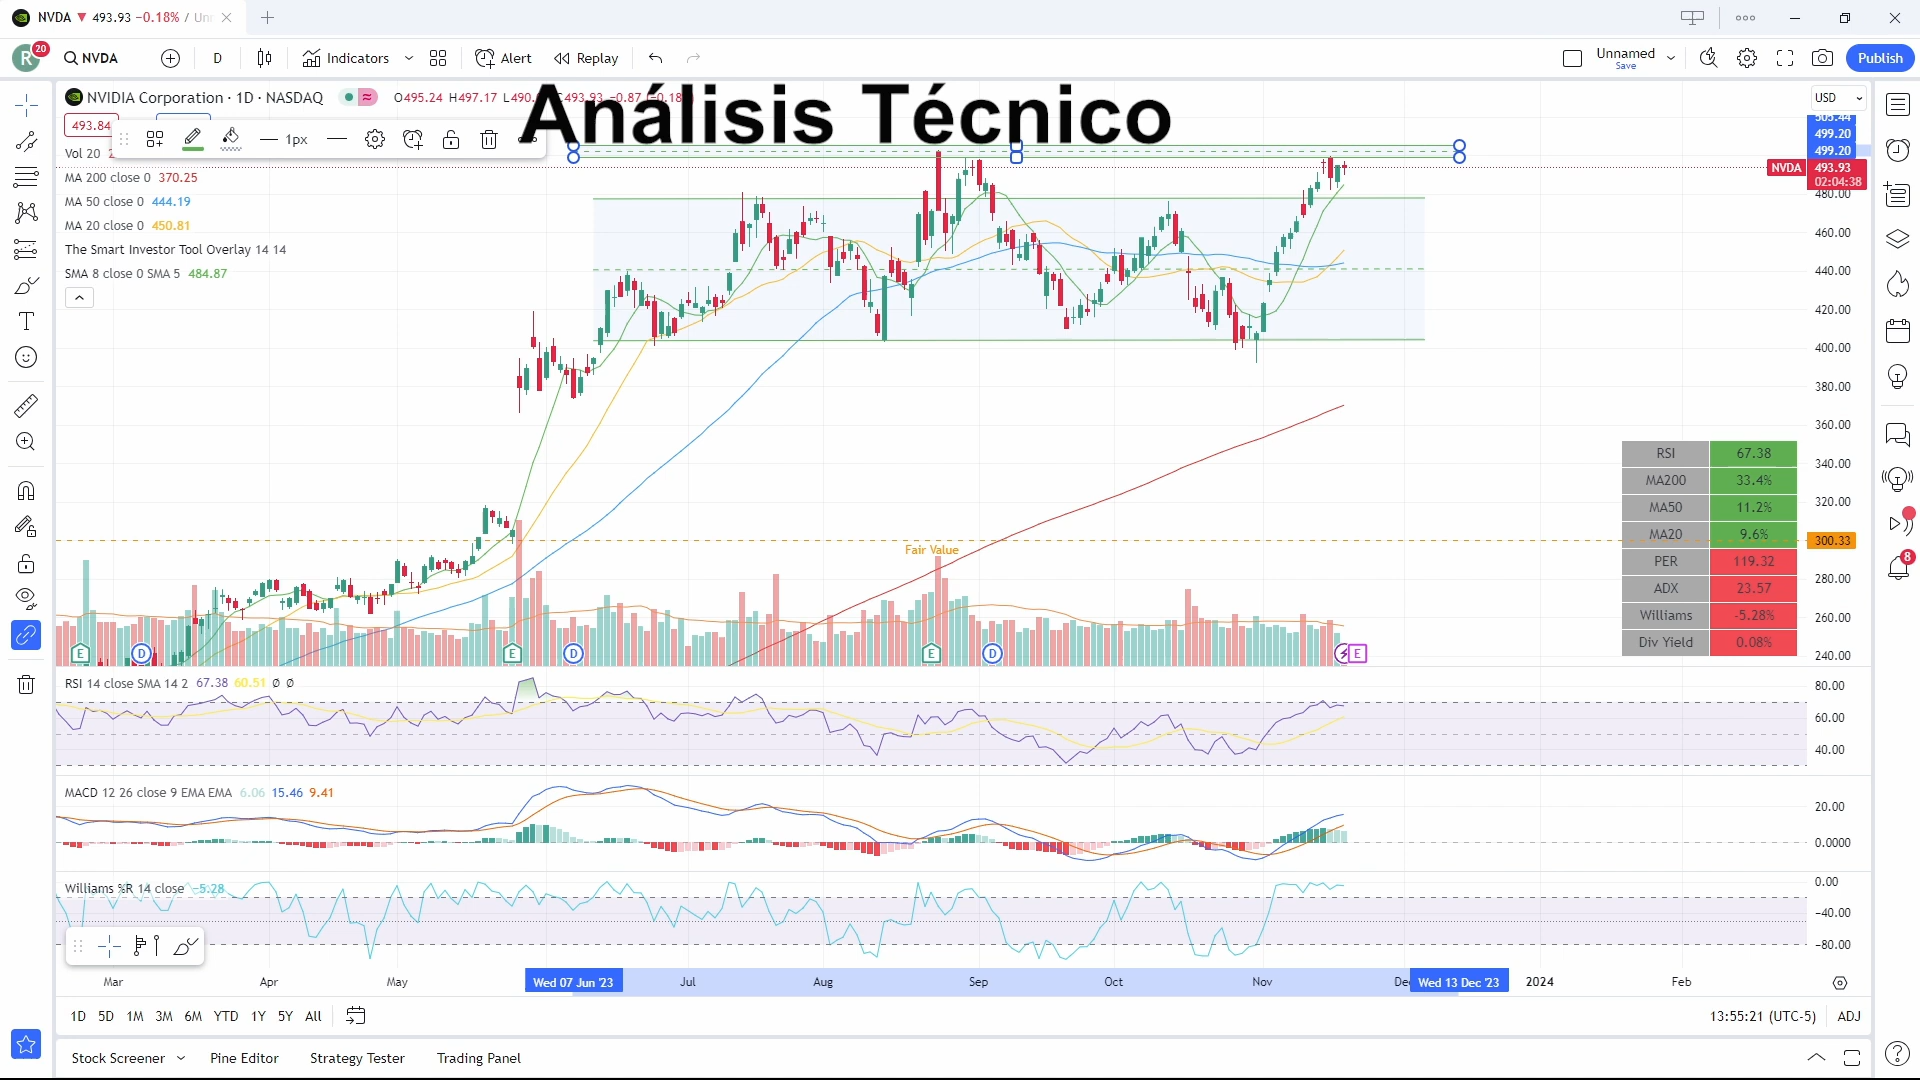 NVDA ▼ 493.93 −0.18% / Un
R 20 NVDA D Indicators Alert Replay Unnamed Publish
Save
NVIDIA Corporation · 1D · NASDAQ O495.24 H497.17 C493.93 −0.87 USD
Análisis Técnico
493.84
1px
Vol 20
MA 200 close 0 370.25
MA 50 close 0 444.19
MA 20 close 0 450.81
The Smart Investor Tool Overlay 14 14
SMA 8 close 0 SMA 5 484.87
505.44
499.20
499.20
NVDA 493.93
02:04:38
480.00
460.00
440.00
420.00
400.00
380.00
360.00
340.00
320.00
300.33
280.00
260.00
240.00
Fair Value
RSI 67.38
MA200 33.4%
MA50 11.2%
MA20 9.6%
PER 119.32
ADX 23.57
Williams -5.28%
Div Yield 0.08%
E D E D E D E
8
RSI 14 close SMA 14 2 67.38 60.51 Ø Ø
80.00
60.00
40.00
MACD 12 26 close 9 EMA EMA 6.06 15.46 9.41
20.00
0.0000
Williams %R 14 close −5.28
0.00
−40.00
−80.00
Mar Apr May Wed 07 Jun '23 Jul Aug Sep Oct Nov Dec Wed 13 Dec '23 2024 Feb
1D 5D 1M 3M 6M YTD 1Y 5Y All 13:55:21 (UTC-5) ADJ
Stock Screener Pine Editor Strategy Tester Trading Panel